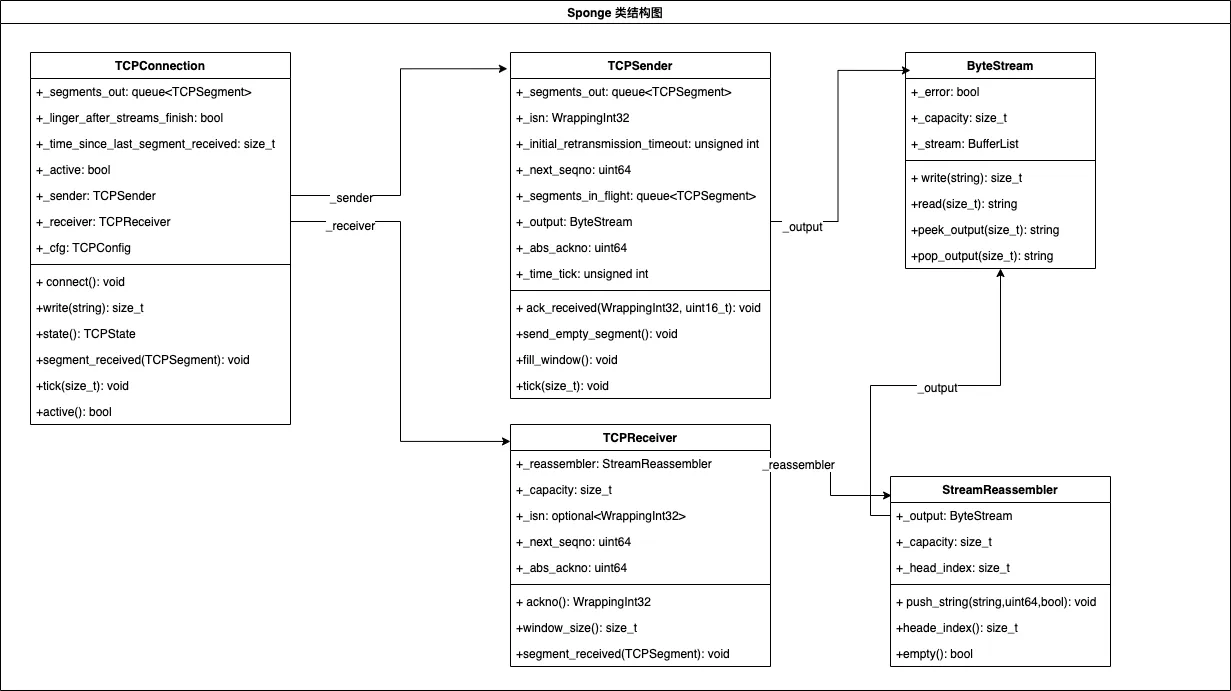 Sponge 类结构图
TCPConnection
+_segments_out: queue<TCPSegment>
+_linger_after_streams_finish: bool
+_time_since_last_segment_received: size_t
+_active: bool
+_sender: TCPSender
+_receiver: TCPReceiver
+_cfg: TCPConfig
+ connect(): void
+write(string): size_t
+state(): TCPState
+segment_received(TCPSegment): void
+tick(size_t): void
+active(): bool
_sender
_receiver
TCPSender
+_segments_out: queue<TCPSegment>
+_isn: WrappingInt32
+_initial_retransmission_timeout: unsigned int
+_next_seqno: uint64
+_segments_in_flight: queue<TCPSegment>
+_output: ByteStream
+_abs_ackno: uint64
+_time_tick: unsigned int
+ ack_received(WrappingInt32, uint16_t): void
+send_empty_segment(): void
+fill_window(): void
+tick(size_t): void
_output
ByteStream
+_error: bool
+_capacity: size_t
+_stream: BufferList
+ write(string): size_t
+read(size_t): string
+peek_output(size_t): string
+pop_output(size_t): string
_output
TCPReceiver
+_reassembler: StreamReassembler
+_capacity: size_t
+_isn: optional<WrappingInt32>
+_next_seqno: uint64
+_abs_ackno: uint64
+ ackno(): WrappingInt32
+window_size(): size_t
+segment_received(TCPSegment): void
_reassembler
StreamReassembler
+_output: ByteStream
+_capacity: size_t
+_head_index: size_t
+ push_string(string,uint64,bool): void
+heade_index(): size_t
+empty(): bool